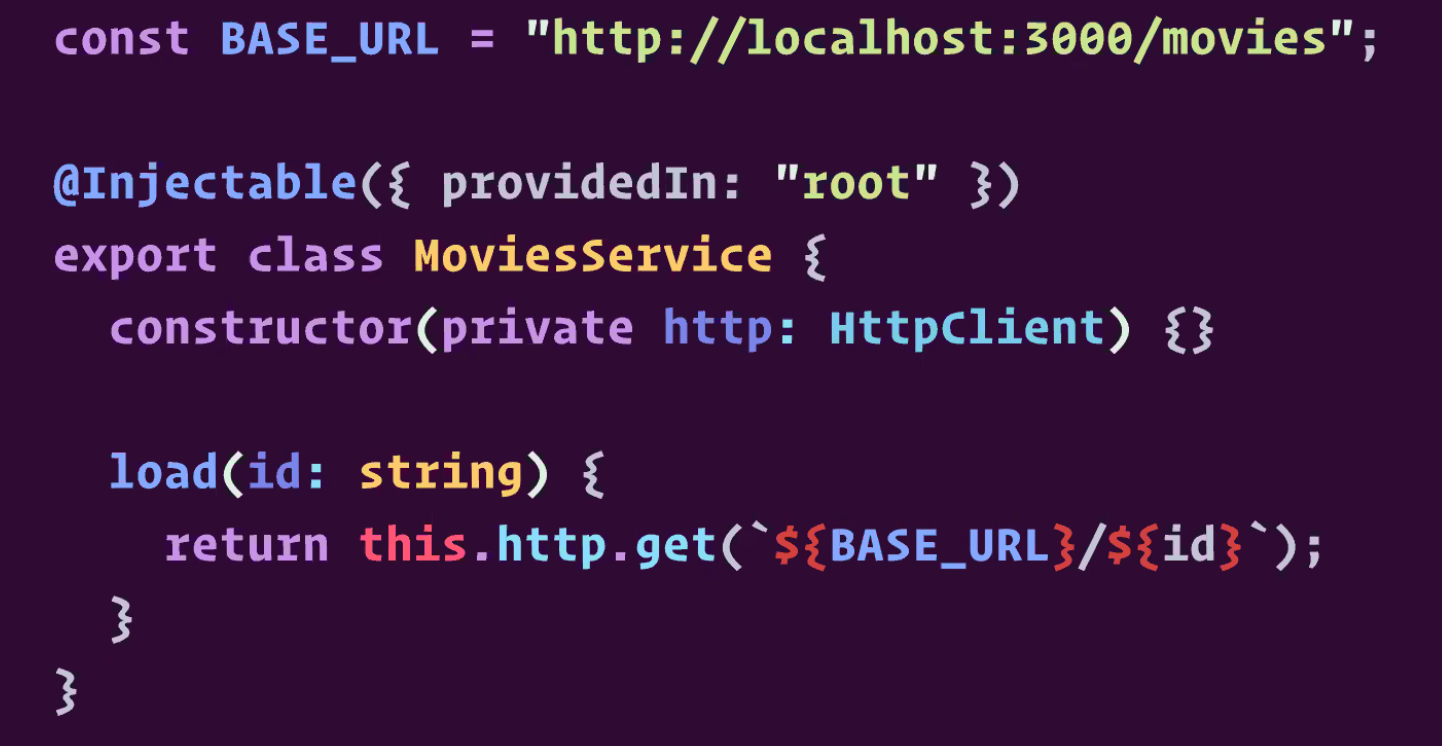 const BASE_URL = "http://localhost:3000/movies";
@Injectable({ providedIn: "root" })
export class MoviesService {
constructor(private http: HttpClient) {}
load(id: string) {
return this.http.get(`${BASE_URL}/${id}`);
}
}